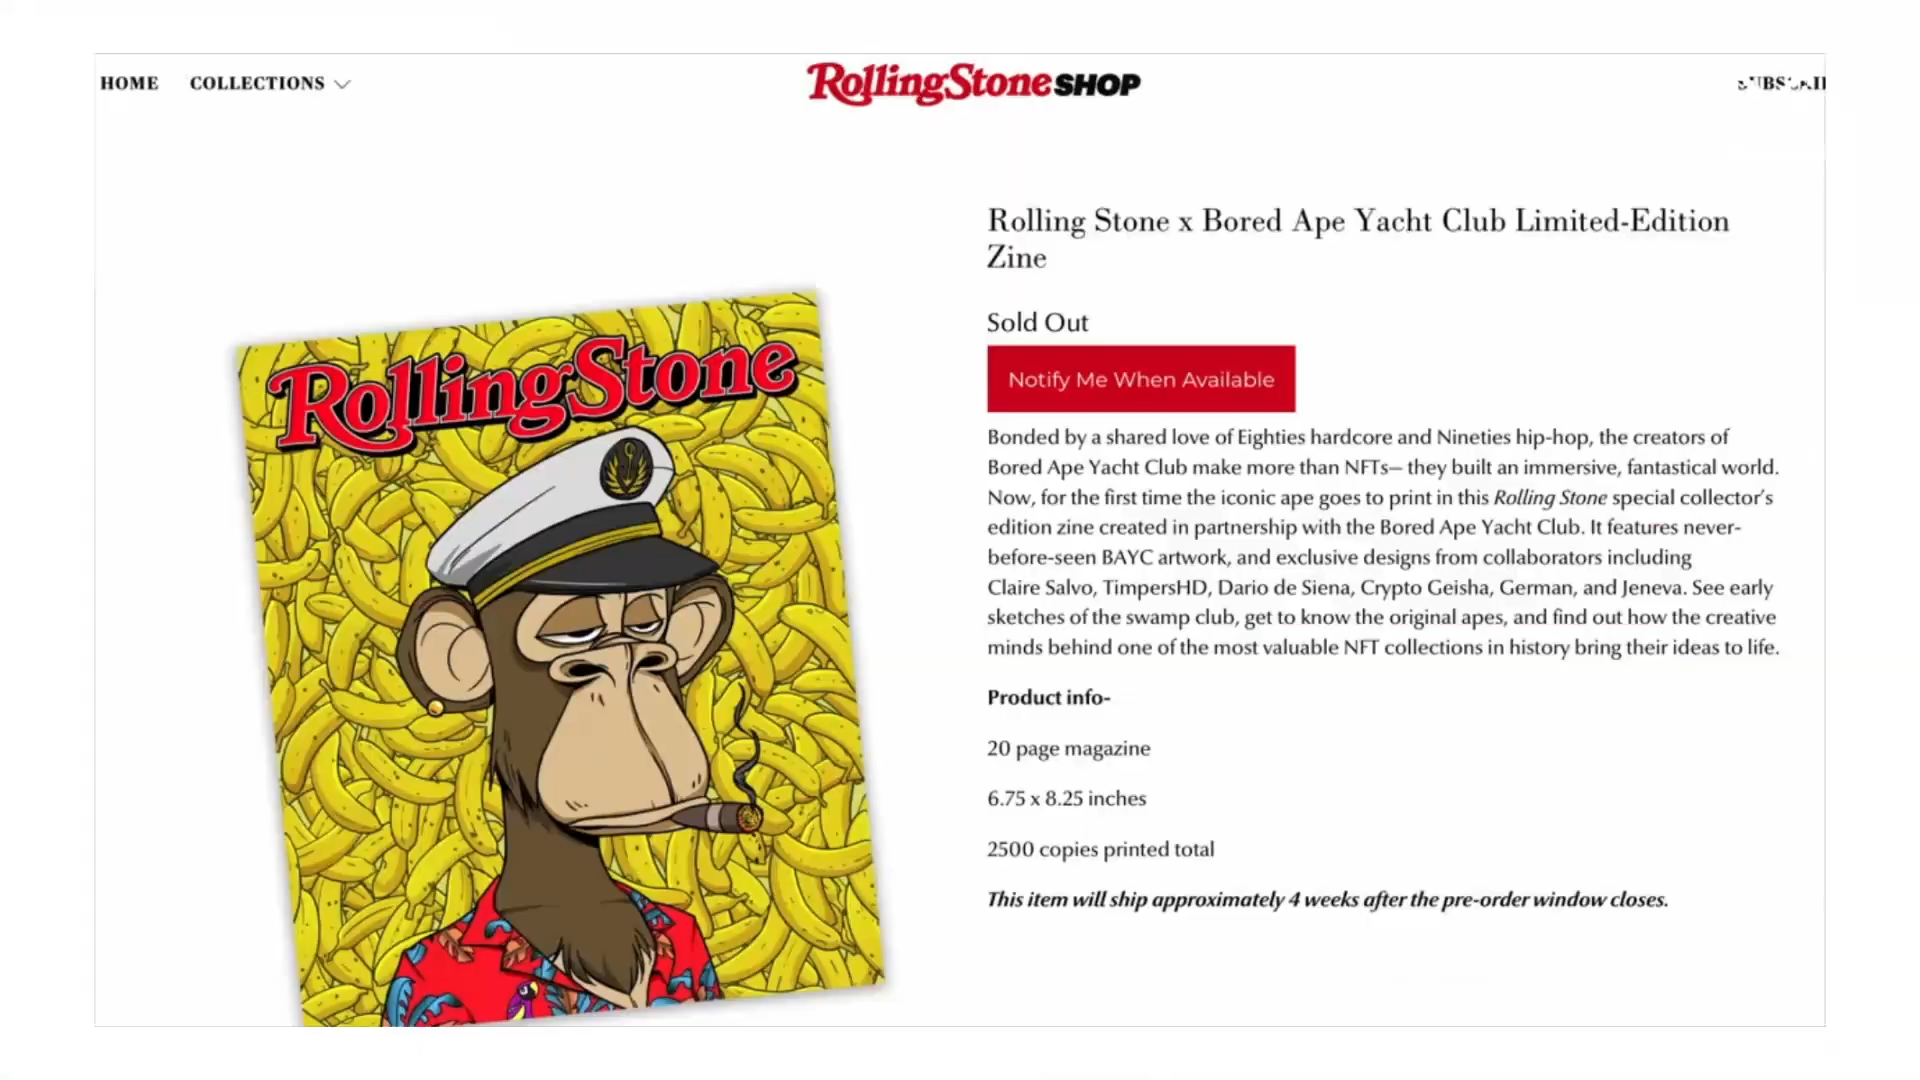 HOME COLLECTIONS RollingStone SHOP
Rolling Stone x Bored Ape Yacht Club Limited-Edition
Zine
Sold Out
Notify Me When Available
RollingStone
Bonded by a shared love of Eighties hardcore and Nineties hip-hop, the creators of
Bored Ape Yacht Club make more than NFTs— they built an immersive, fantastical world.
Now, for the first time the iconic ape goes to print in this Rolling Stone special collector's
edition zine created in partnership with the Bored Ape Yacht Club. It features never-
before-seen BAYC artwork, and exclusive designs from collaborators including
Claire Salvo, TimpersHD, Dario de Siena, Crypto Geisha, German, and Jeneva. See early
sketches of the swamp club, get to know the original apes, and find out how the creative
minds behind one of the most valuable NFT collections in history bring their ideas to life.
Product info-
20 page magazine
6.75 x 8.25 inches
2500 copies printed total
This item will ship approximately 4 weeks after the pre-order window closes.